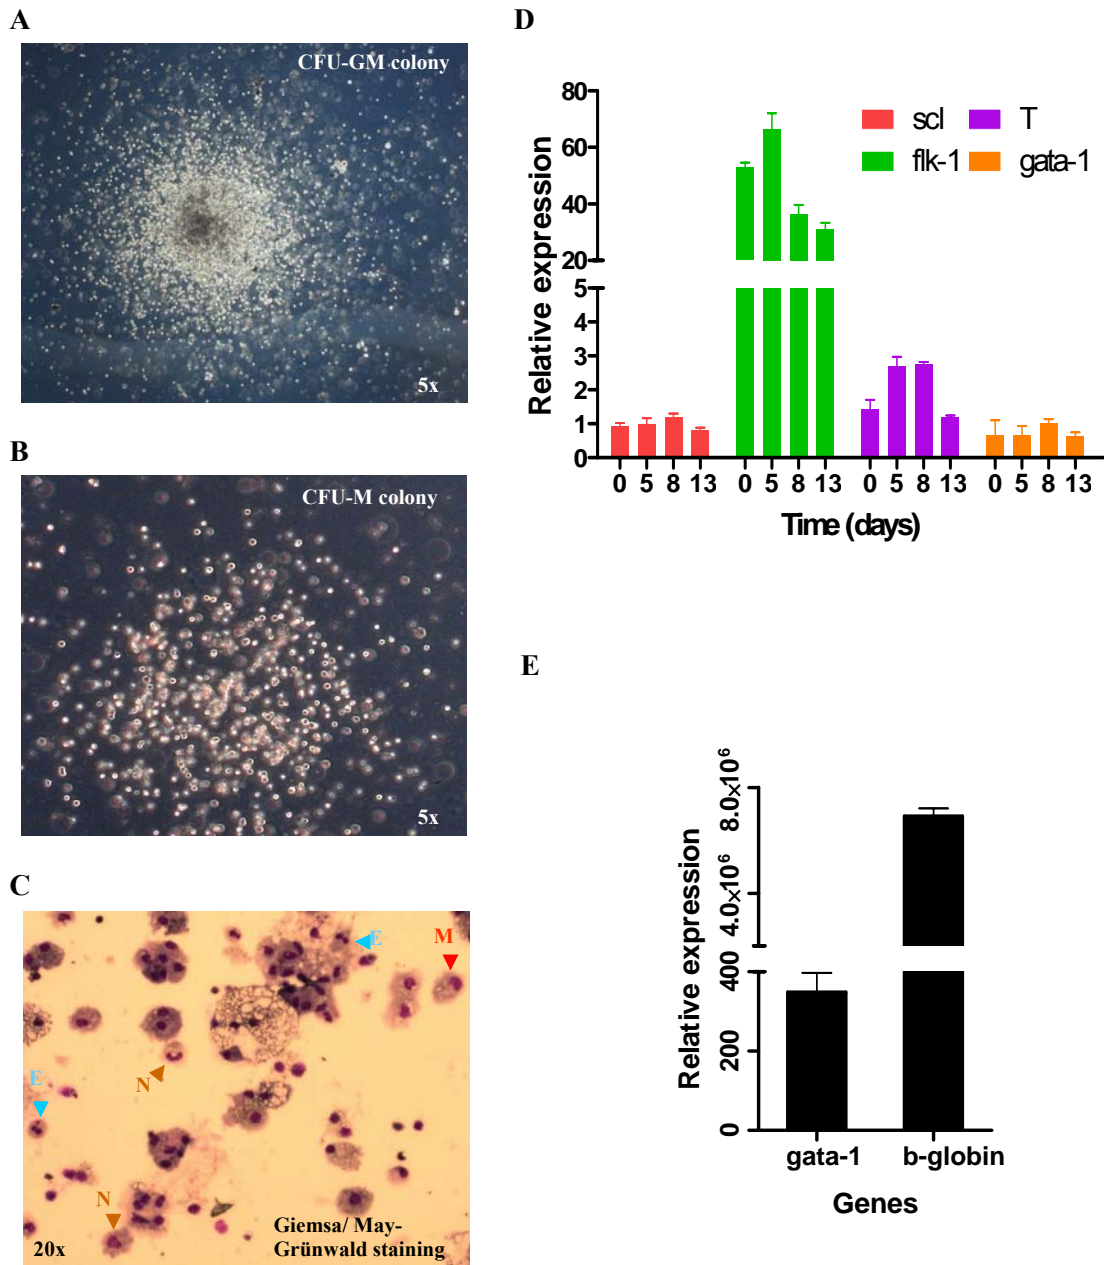 A
CFU-GM colony
5x
B
CFU-M colony
5x
C
E
M
N
E
N
20x
Giemsa/ May-
Grünwald staining
D
Relative expression
80
60
40
20
5
4
3
2
1
0
scl
T
flk-1
gata-1
0 5 8 13 0 5 8 13 0 5 8 13 0 5 8 13
Time (days)
E
Relative expression
8.0×10⁶
4.0×10⁶
400
200
0
gata-1 b-globin
Genes